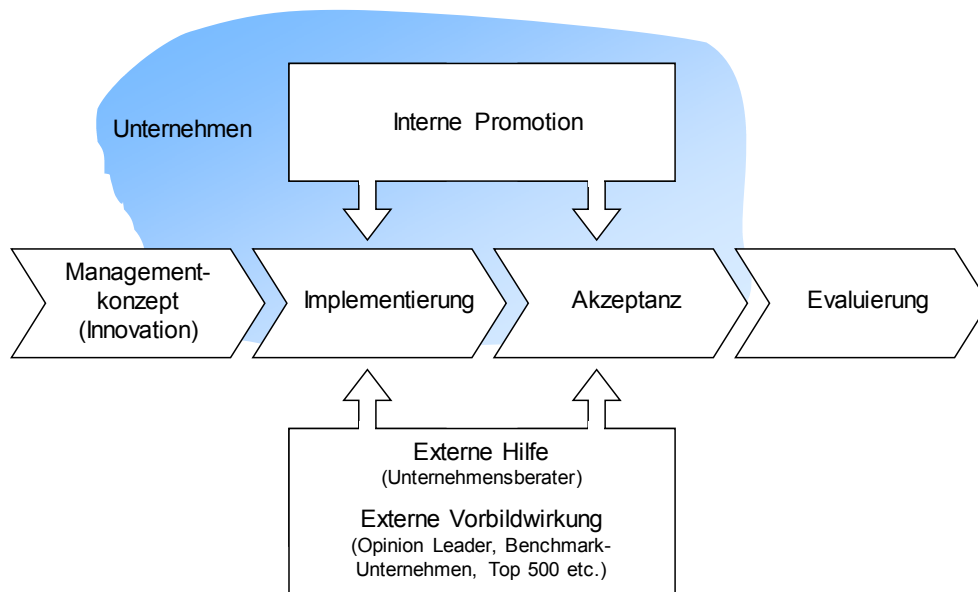 Interne Promotion
Unternehmen
Management-
konzept
(Innovation)
Implementierung
Akzeptanz
Evaluierung
Externe Hilfe
(Unternehmensberater)
Externe Vorbildwirkung
(Opinion Leader, Benchmark-
Unternehmen, Top 500 etc.)